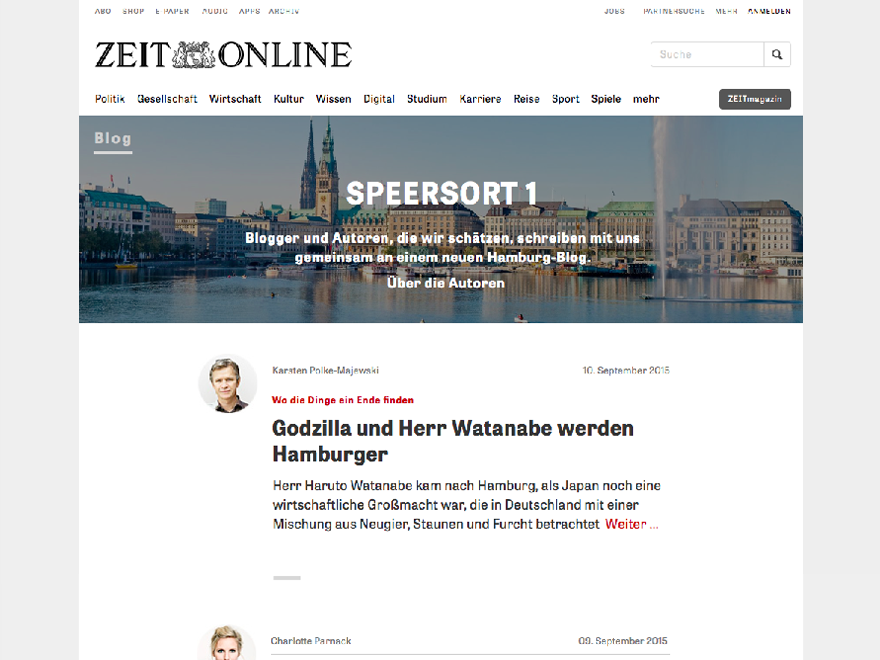 ABO SHOP E-PAPER AUDIO APPS ARCHIV JOBS PARTNERSUCHE MEHR ANMELDEN
ZEIT ONLINE
Suche
Politik Gesellschaft Wirtschaft Kultur Wissen Digital Studium Karriere Reise Sport Spiele mehr ZEITmagazin
Blog
SPEERSORT 1
Blogger und Autoren, die wir schätzen, schreiben mit uns
gemeinsam an einem neuen Hamburg-Blog.
Über die Autoren
Karsten Polke-Majewski 10. September 2015
Wo die Dinge ein Ende finden
Godzilla und Herr Watanabe werden
Hamburger
Herr Haruto Watanabe kam nach Hamburg, als Japan noch eine
wirtschaftliche Großmacht war, die in Deutschland mit einer
Mischung aus Neugier, Staunen und Furcht betrachtet Weiter ...
Charlotte Parnack 09. September 2015